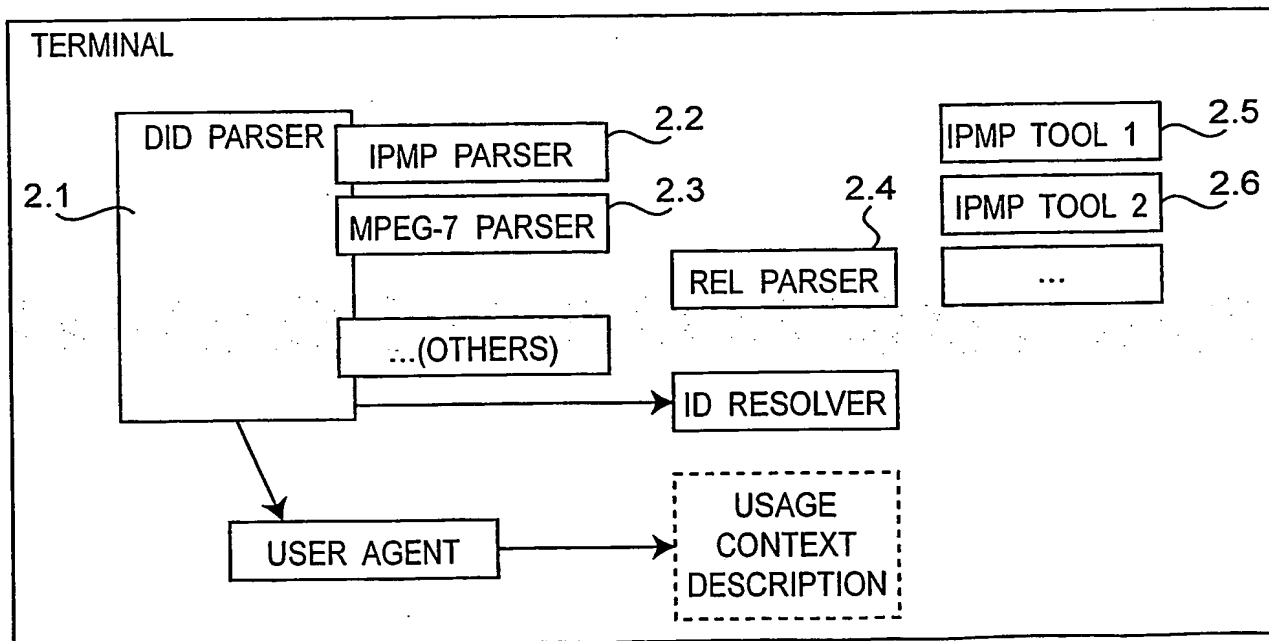 TERMINAL
DID PARSER
2.1
IPMP PARSER
2.2
MPEG-7 PARSER
2.3
...(OTHERS)
REL PARSER
2.4
ID RESOLVER
IPMP TOOL 1
2.5
IPMP TOOL 2
2.6
...
USER AGENT
USAGE
CONTEXT
DESCRIPTION